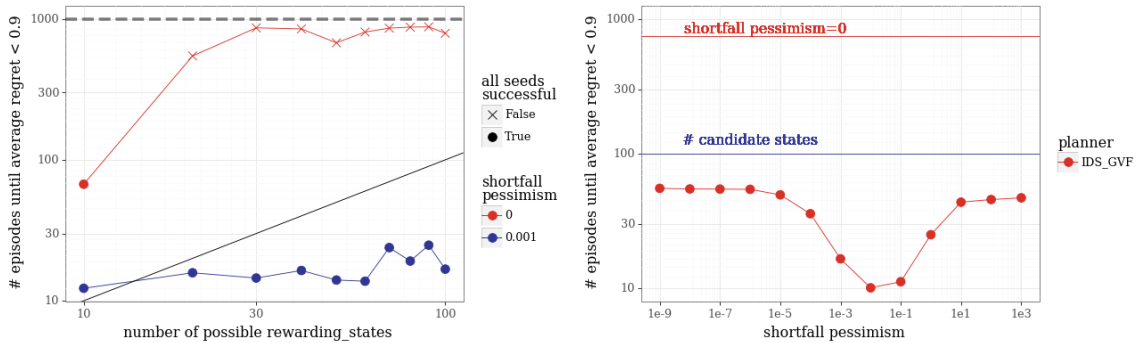 # episodes until average regret < 0.9
1000
300
100
30
10
10
30
100
number of possible rewarding_states
all seeds
successful
False
True
shortfall
pessimism
0
0.001
# episodes until average regret < 0.9
1000
300
100
30
10
shortfall pessimism=0
# candidate states
1e-9
1e-7
1e-5
1e-3
1e-1
1e1
1e3
shortfall pessimism
planner
IDS_GVF